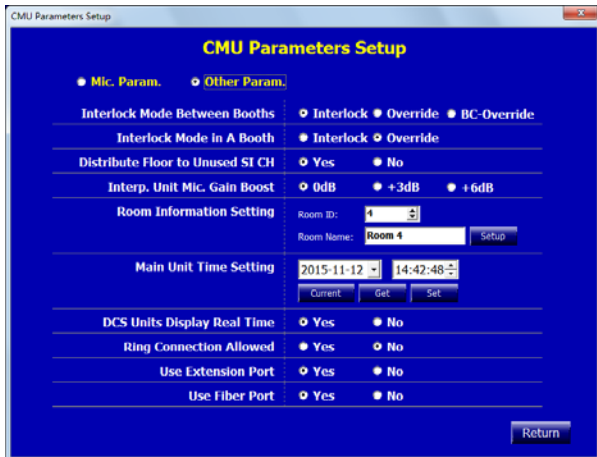 CMU Parameters Setup
CMU Parameters Setup
Mic. Param. Other Param.
Interlock Mode Between Booths Interlock Override BC-Override
Interlock Mode in A Booth Interlock Override
Distribute Floor to Unused SI CH Yes No
Interp. Unit Mic. Gain Boost 0dB +3dB +6dB
Room Information Setting Room ID: 4
Room Name: Room 4 Setup
Main Unit Time Setting 2015-11-12 14:42:48
Current Get Set
DCS Units Display Real Time Yes No
Ring Connection Allowed Yes No
Use Extension Port Yes No
Use Fiber Port Yes No
Return